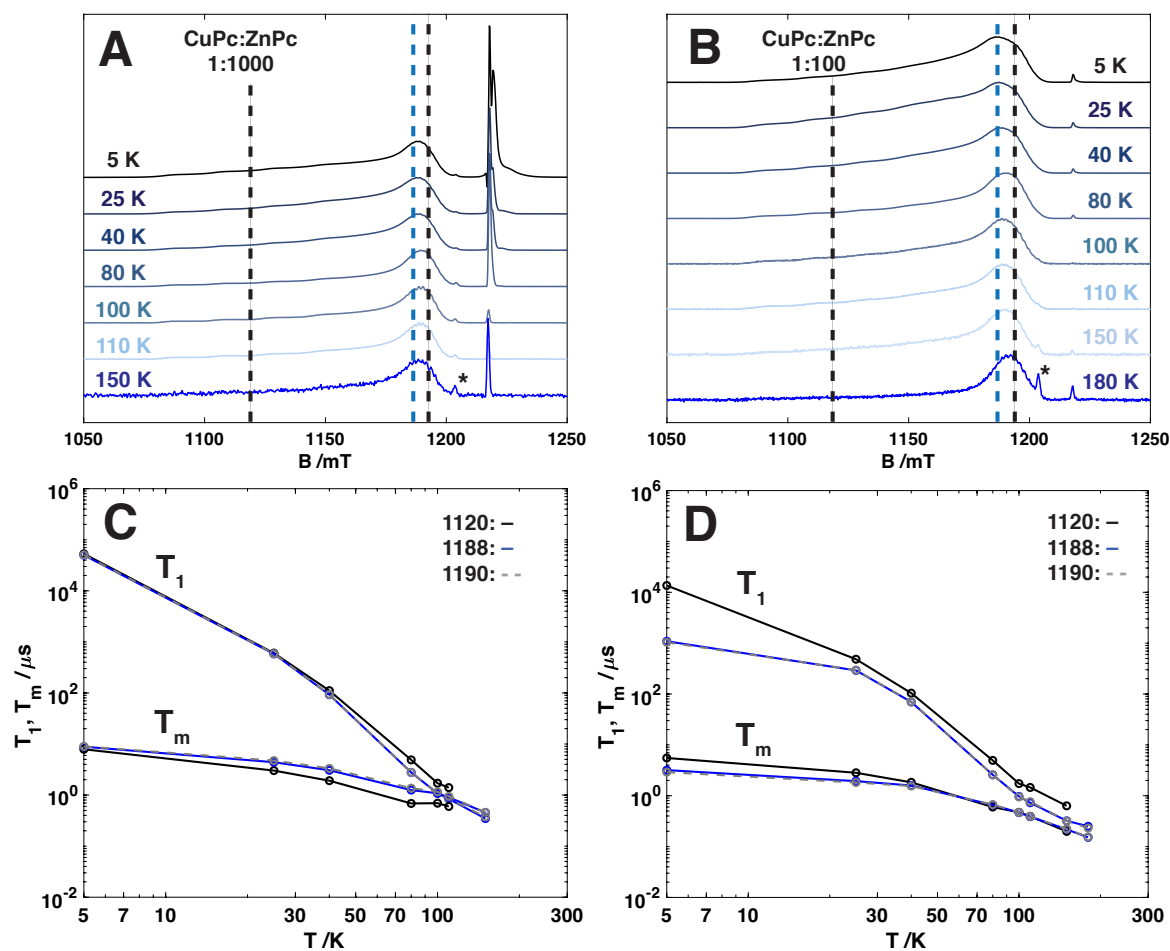 A
CuPc:ZnPc
1:1000
5 K
25 K
40 K
80 K
100 K
110 K
150 K
*
1050 1100 1150 1200 1250
B /mT
B
CuPc:ZnPc
1:100
5 K
25 K
40 K
80 K
100 K
110 K
150 K
180 K
*
1050 1100 1150 1200 1250
B /mT
C
1120:
1188:
1190:
T1
Tm
T1, Tm / μs
10^6
10^4
10^2
10^0
10^-2
5 7 10 30 50 70 100 300
T /K
D
1120:
1188:
1190:
T1
Tm
T1, Tm / μs
10^6
10^4
10^2
10^0
10^-2
5 7 10 30 50 70 100 300
T /K